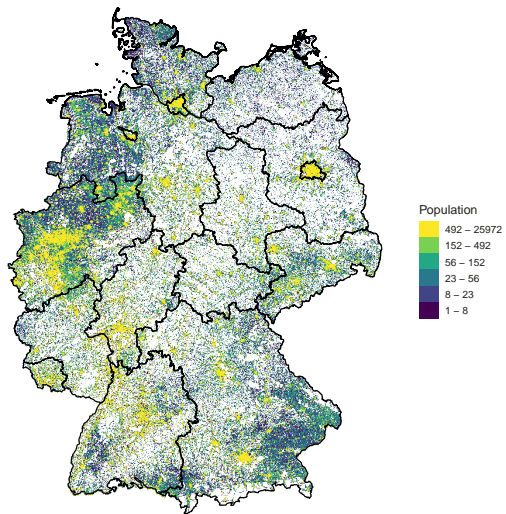 Population
492 – 25972
152 – 492
56 – 152
23 – 56
8 – 23
1 – 8